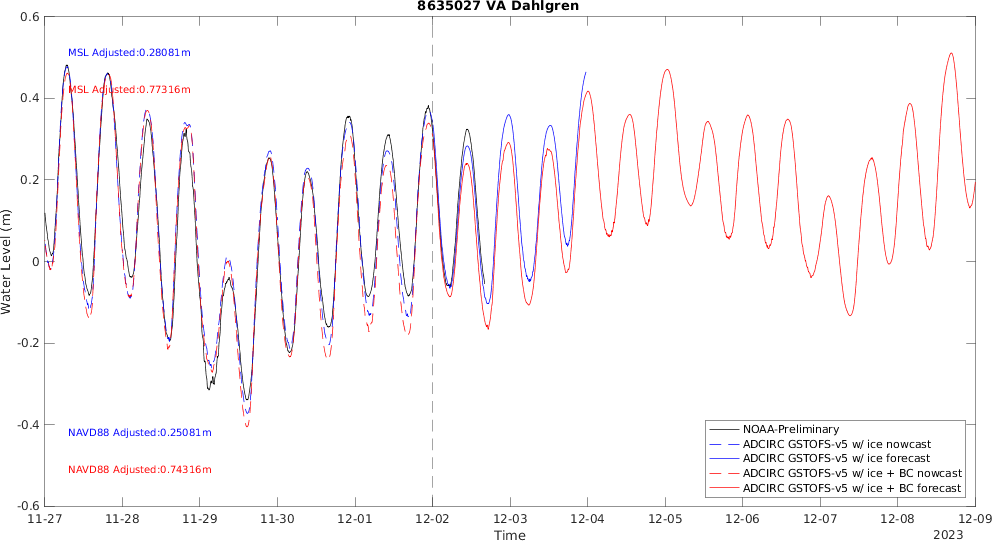 8635027 VA Dahlgren
0.6
MSL Adjusted:0.28081m
0.4
MSL Adjusted:0.77316m
0.2
Water Level (m)
0
-0.2
-0.4
NAVD88 Adjusted:0.25081m
NAVD88 Adjusted:0.74316m
-0.6
NOAA-Preliminary
ADCIRC GSTOFS-v5 w/ ice nowcast
ADCIRC GSTOFS-v5 w/ ice forecast
ADCIRC GSTOFS-v5 w/ ice + BC nowcast
ADCIRC GSTOFS-v5 w/ ice + BC forecast
11-27 11-28 11-29 11-30 12-01 12-02 12-03 12-04 12-05 12-06 12-07 12-08 12-09
Time
2023